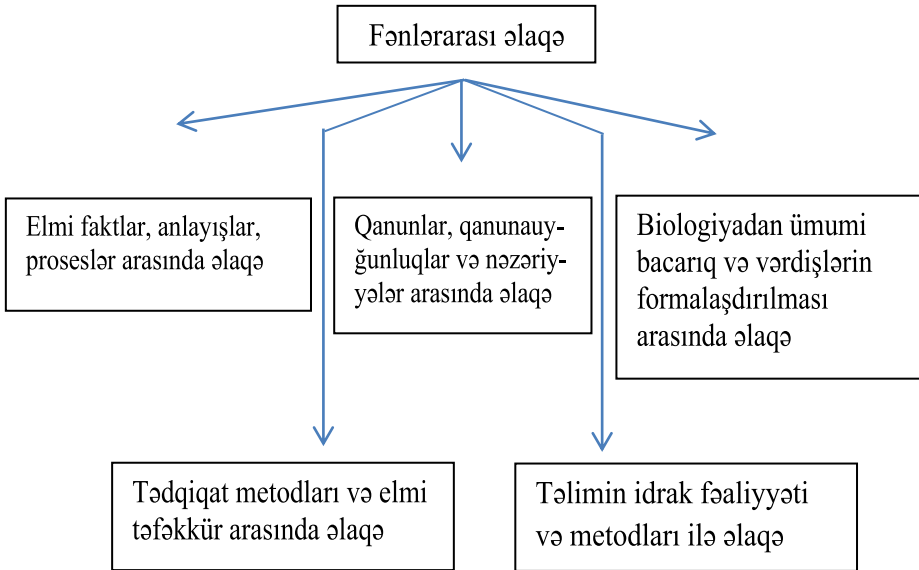 Fənlərarası əlaqə
Elmi faktlar, anlayışlar,
proseslər arasında əlaqə
Qanunlar, qanunauy-
ğunluqlar və nəzəriy-
yələr arasında əlaqə
Biologiyadan ümumi
bacarıq və vərdişlərin
formalaşdırılması
arasında əlaqə
Tədqiqat metodları və elmi
təfəkkür arasında əlaqə
Təlimin idrak fəaliyyəti
və metodları ilə əlaqə